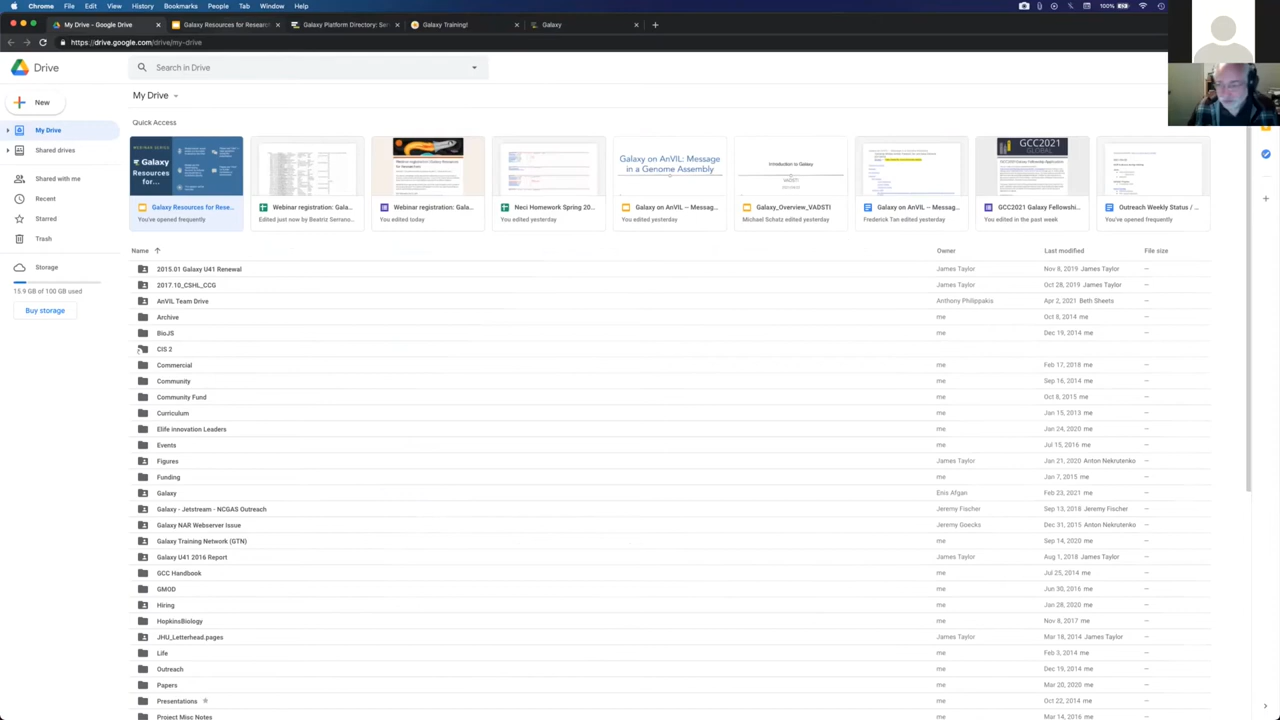 Chrome File Edit View History Bookmarks People Tab Window Help 100%
My Drive - Google Drive Galaxy Resources for Resear Galaxy Platform Directory: Ser Galaxy Training! Galaxy
https://drive.google.com/drive/my-drive
Drive
Search in Drive
New
My Drive
Shared drives
Shared with me
Recent
Starred
Trash
Storage
15.9 GB of 100 GB used
Buy storage
My Drive
Quick Access
WEBINAR SERIES
Galaxy
Resources
for...
Galaxy Resources for Rese...
You've opened frequently
Webinar registration: Gala...
Edited just now by Beatriz Serrano...
Webinar registration: Gala...
You edited today
Neci Homework Spring 20...
You edited yesterday
Galaxy on AnVIL: Message
to Genome Assembly
Galaxy on AnVIL -- Messag...
You edited yesterday
Introduction to Galaxy
Galaxy_Overview_VADSTI
Michael Schatz edited yesterday
Galaxy on AnVIL -- Messag...
Frederick Tan edited yesterday
GCC2021
GLOBAL
GCC2021 Galaxy Fellowshi...
You edited in the past week
Outreach Weekly Status / ...
You've opened frequently
Name Owner Last modified File size
2015.01 Galaxy U41 Renewal James Taylor Nov 8, 2019 James Taylor —
2017.10_CSHL_CCG James Taylor Oct 28, 2019 James Taylor —
AnVIL Team Drive Anthony Philippakis Apr 2, 2021 Beth Sheets —
Archive me Oct 8, 2014 me —
BioJS me Dec 19, 2014 me —
CIS 2
Commercial me Feb 17, 2018 me —
Community me Sep 16, 2014 me —
Community Fund me Oct 8, 2015 me —
Curriculum me Jan 15, 2013 me —
Elife innovation Leaders me Jan 24, 2020 me —
Events me Jul 15, 2016 me —
Figures James Taylor Jan 21, 2020 Anton Nekrutenko —
Funding me Jan 7, 2015 me —
Galaxy Enis Afgan Feb 23, 2021 me —
Galaxy - Jetstream - NCGAS Outreach Jeremy Fischer Sep 13, 2018 Jeremy Fischer —
Galaxy NAR Webserver Issue Jeremy Goecks Dec 31, 2015 Anton Nekrutenko —
Galaxy Training Network (GTN) me Sep 14, 2020 me —
Galaxy U41 2016 Report James Taylor Aug 1, 2018 James Taylor —
GCC Handbook me Jul 25, 2014 me —
GMOD me Jun 30, 2016 me —
Hiring me Jan 28, 2020 me —
HopkinsBiology me Nov 8, 2017 me —
JHU_Letterhead.pages James Taylor Mar 18, 2014 James Taylor —
Life me Feb 3, 2014 me —
Outreach me Dec 19, 2014 me —
Papers me Mar 20, 2020 me —
Presentations me Oct 22, 2014 me —
Project Misc Notes me Mar 14, 2016 me —